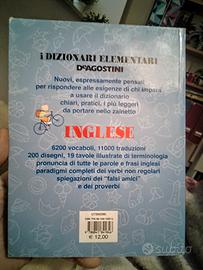 I DIZIONARI ELEMENTARI
DeAGOSTINI
Nuovi, espressamente pensati
per rispondere alle esigenze di chi impara
a usare il dizionario
chiari, pratici, i più leggeri
da portare nello zainetto
INGLESE
6200 vocaboli, 11000 traduzioni
200 disegni, 19 tavole illustrate di terminologia
pronuncia di tutte le parole e frasi inglesi
paradigmi completi dei verbi non regolari
spiegazioni dei "falsi amici"
e dei proverbi
€ 12,00
subito